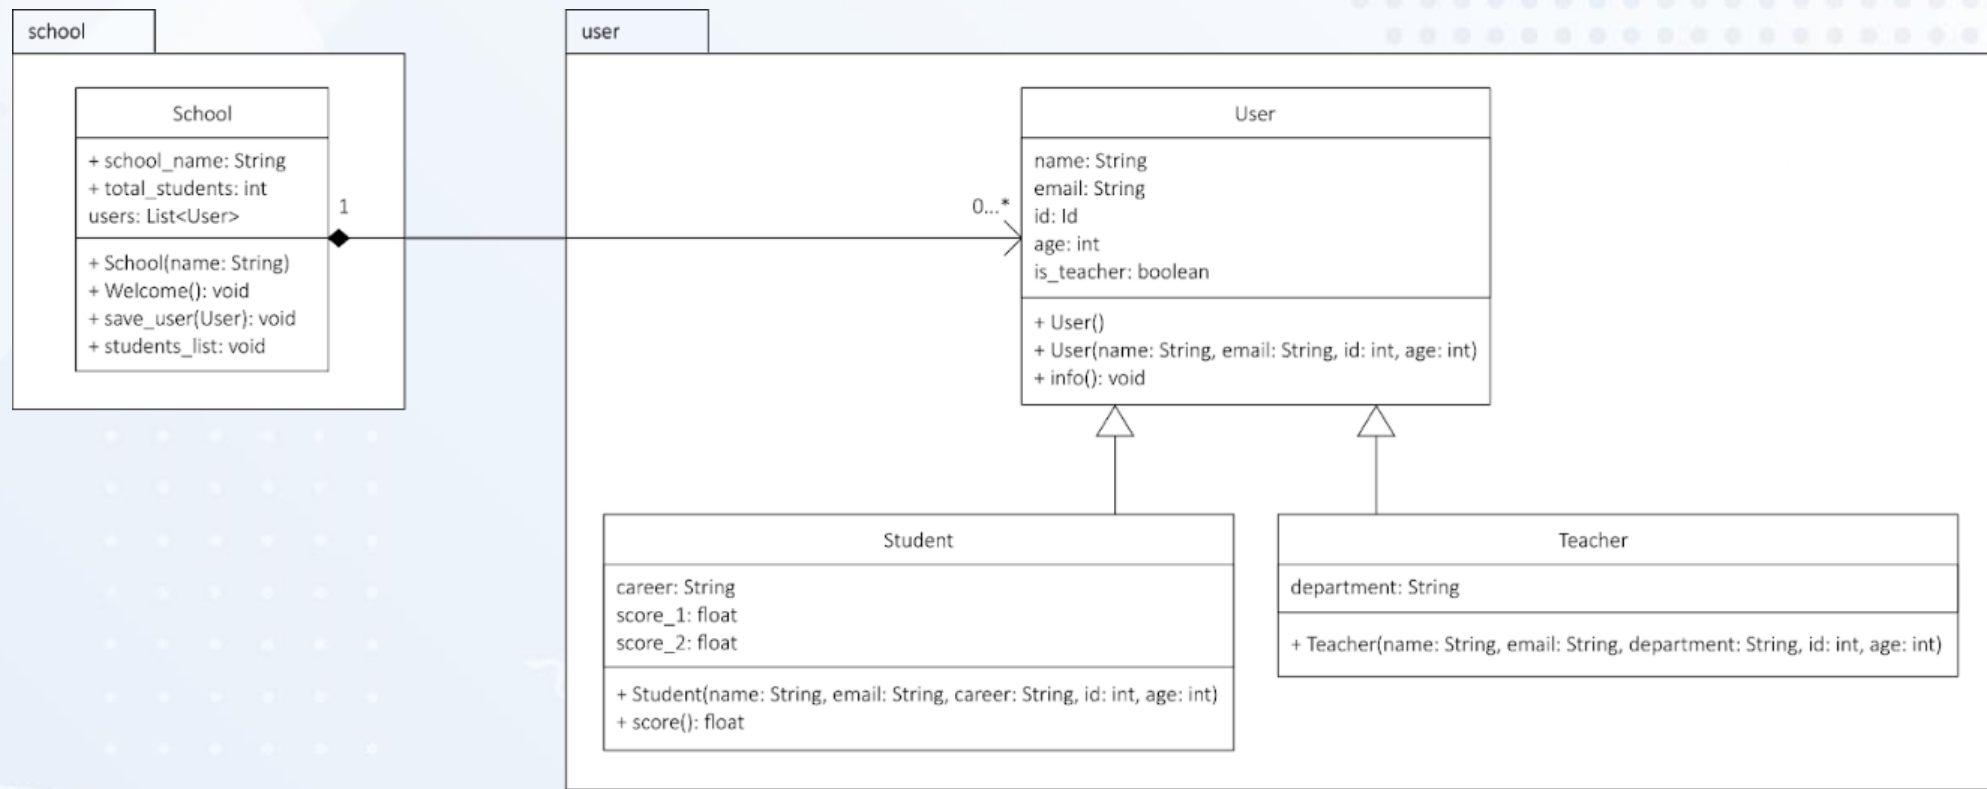 school
School
+ school_name: String
+ total_students: int
users: List<User>
+ School(name: String)
+ Welcome(): void
+ save_user(User): void
+ students_list: void
1
0...*
user
User
name: String
email: String
id: Id
age: int
is_teacher: boolean
+ User()
+ User(name: String, email: String, id: int, age: int)
+ info(): void
Student
career: String
score_1: float
score_2: float
+ Student(name: String, email: String, career: String, id: int, age: int)
+ score(): float
Teacher
department: String
+ Teacher(name: String, email: String, department: String, id: int, age: int)